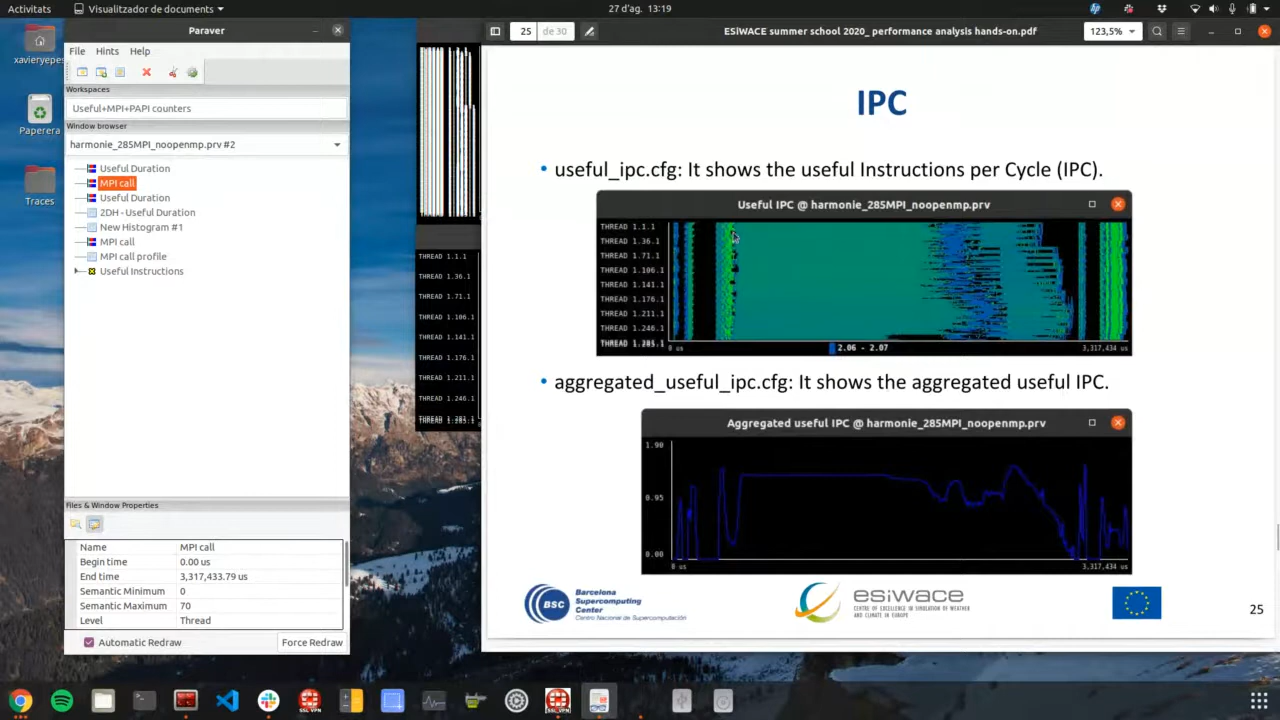 Activitats
Visualitzador de documents
27 d'ag. 13:19
xavieryepes
Paperera
Traces
Paraver
File Hints Help
Workspaces
Useful+MPI+PAPI counters
Window browser
harmonie_285MPI_noopenmp.prv #2
Useful Duration
MPI call
Useful Duration
2DH - Useful Duration
New Histogram #1
MPI call
MPI call profile
Useful Instructions
Files & Window Properties
Name MPI call
Begin time 0.00 us
End time 3,317,433.79 us
Semantic Minimum 0
Semantic Maximum 70
Level Thread
Automatic Redraw
Force Redraw
THREAD 1.1.1
THREAD 1.36.1
THREAD 1.71.1
THREAD 1.106.1
THREAD 1.141.1
THREAD 1.176.1
THREAD 1.211.1
THREAD 1.246.1
25 de 30
ESiWACE summer school 2020_ performance analysis hands-on.pdf
123,5%
IPC
• useful_ipc.cfg: It shows the useful Instructions per Cycle (IPC).
Useful IPC @ harmonie_285MPI_noopenmp.prv
THREAD 1.1.1
THREAD 1.36.1
THREAD 1.71.1
THREAD 1.106.1
THREAD 1.141.1
THREAD 1.176.1
THREAD 1.211.1
THREAD 1.246.1
0 us
3,317,434 us
2.06 - 2.07
• aggregated_useful_ipc.cfg: It shows the aggregated useful IPC.
Aggregated useful IPC @ harmonie_285MPI_noopenmp.prv
1.90
0.95
0.00
0 us
3,317,434 us
BSC
Barcelona
Supercomputing
Center
Centro Nacional de Supercomputación
esiwace
CENTRE OF EXCELLENCE IN SIMULATION OF WEATHER
AND CLIMATE IN EUROPE
25
SSL VPN
SSL VPN